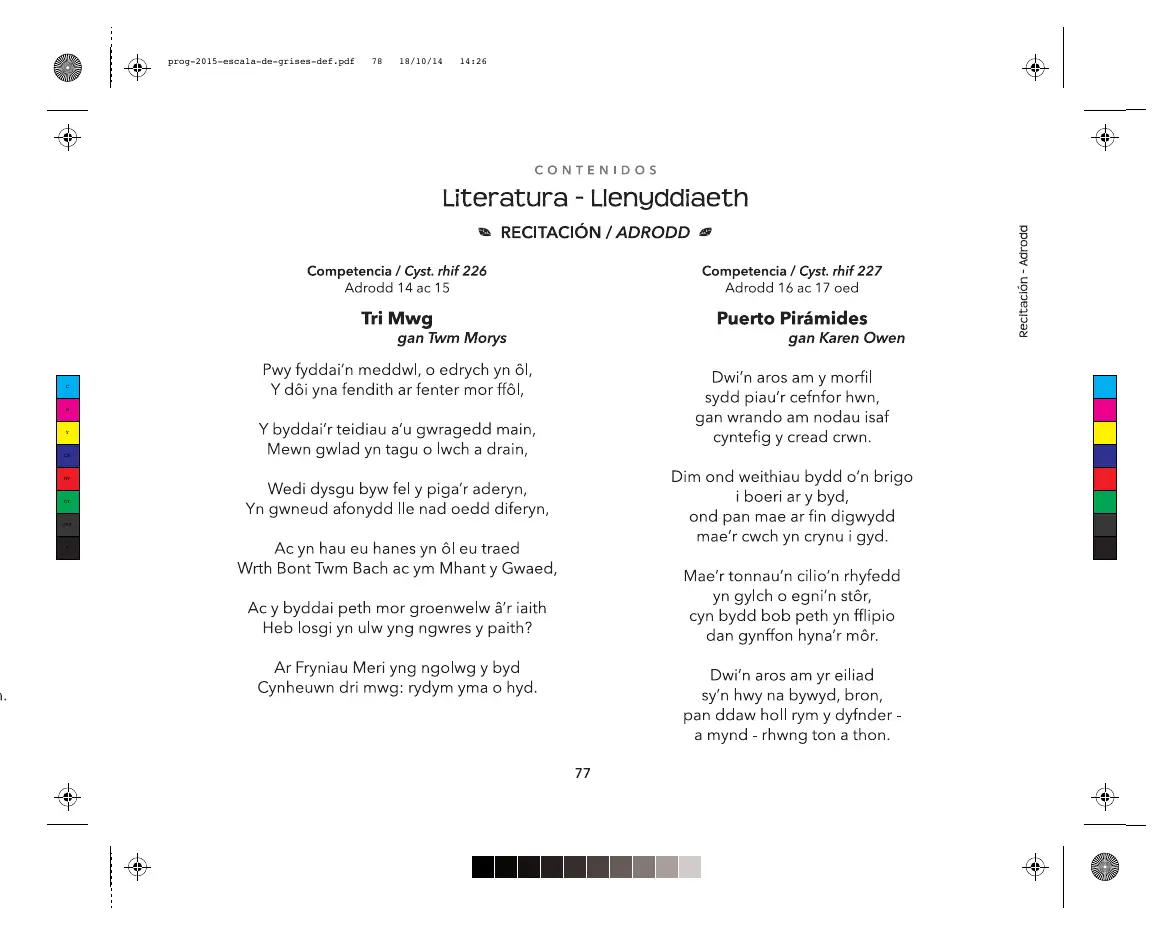 prog-2015-escala-de-grises-def.pdf 78 18/10/14 14:26
CONTENIDOS
Literatura - Llenyddiaeth
RECITACIÓN / ADRODD
Competencia / Cyst. rhif 226
Adrodd 14 ac 15
Tri Mwg
gan Twm Morys
Pwy fyddai’n meddwl, o edrych yn ôl,
Y dôi yna fendith ar fenter mor ffôl,
Y byddai’r teidiau a’u gwragedd main,
Mewn gwlad yn tagu o lwch a drain,
Wedi dysgu byw fel y piga’r aderyn,
Yn gwneud afonydd lle nad oedd diferyn,
Ac yn hau eu hanes yn ôl eu traed
Wrth Bont Twm Bach ac ym Mhant y Gwaed,
Ac y byddai peth mor groenwelw â’r iaith
Heb losgi yn ulw yng ngwres y paith?
Ar Fryniau Meri yng ngolwg y byd
Cynheuwn dri mwg: rydym yma o hyd.
Competencia / Cyst. rhif 227
Adrodd 16 ac 17 oed
Puerto Pirámides
gan Karen Owen
Dwi’n aros am y morfil
sydd piau’r cefnfor hwn,
gan wrando am nodau isaf
cyntefig y cread crwn.
Dim ond weithiau bydd o’n brigo
i boeri ar y byd,
ond pan mae ar fin digwydd
mae’r cwch yn crynu i gyd.
Mae’r tonnau’n cilio’n rhyfedd
yn gylch o egni’n stôr,
cyn bydd bob peth yn fflipio
dan gynffon hyna’r môr.
Dwi’n aros am yr eiliad
sy’n hwy na bywyd, bron,
pan ddaw holl rym y dyfnder -
a mynd - rhwng ton a thon.
Recitación - Adrodd
77
C
M
Y
CM
MY
CY
CMY